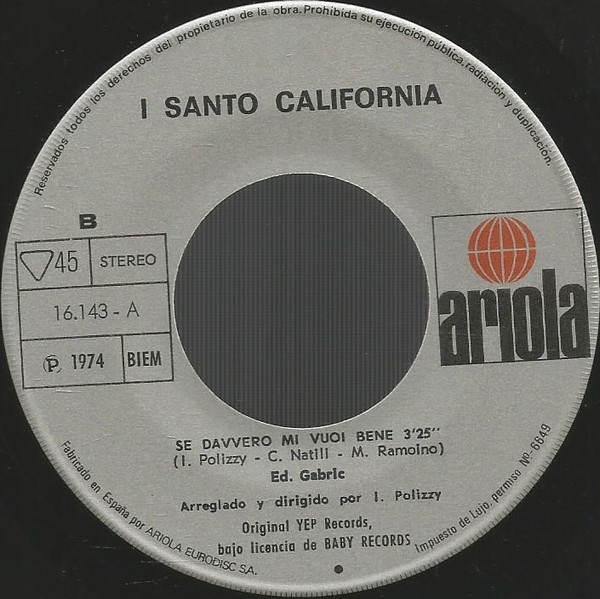 Reservados todos los derechos del propietario de la obra. Prohibida su ejecución pública, radiación y duplicación.
I SANTO CALIFORNIA
B
45 STEREO
16.143 - A
℗ 1974 BIEM
ariola
SE DAVVERO MI VUOI BENE 3'25''
(I. Polizzy - C. Natill - M. Ramoino)
Ed. Gabric
Arreglado y dirigido por I. Polizzy
Original YEP Records,
bajo licencia de BABY RECORDS
Fabricado en España por ARIOLA EURODISC S.A.
Impuesto de Lujo, permiso Nº-6649